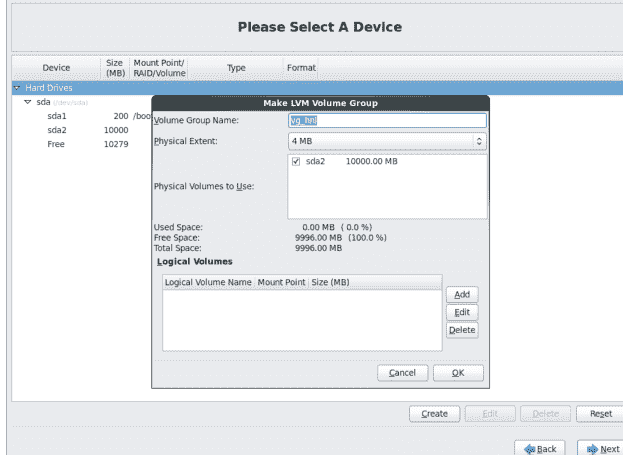 Please Select A Device
Device Size (MB) Mount Point/ RAID/Volume Type Format
Hard Drives
sda (/dev/sda)
sda1 200 /boo
sda2 10000
Free 10279
Make LVM Volume Group
Volume Group Name:
Physical Extent: 4 MB
sda2 10000.00 MB
Physical Volumes to Use:
Used Space: 0.00 MB ( 0.0 %)
Free Space: 9996.00 MB (100.0 %)
Total Space: 9996.00 MB
Logical Volumes
Logical Volume Name Mount Point Size (MB)
Add
Edit
Delete
Cancel OK
Create Edit Delete Reset
Back Next